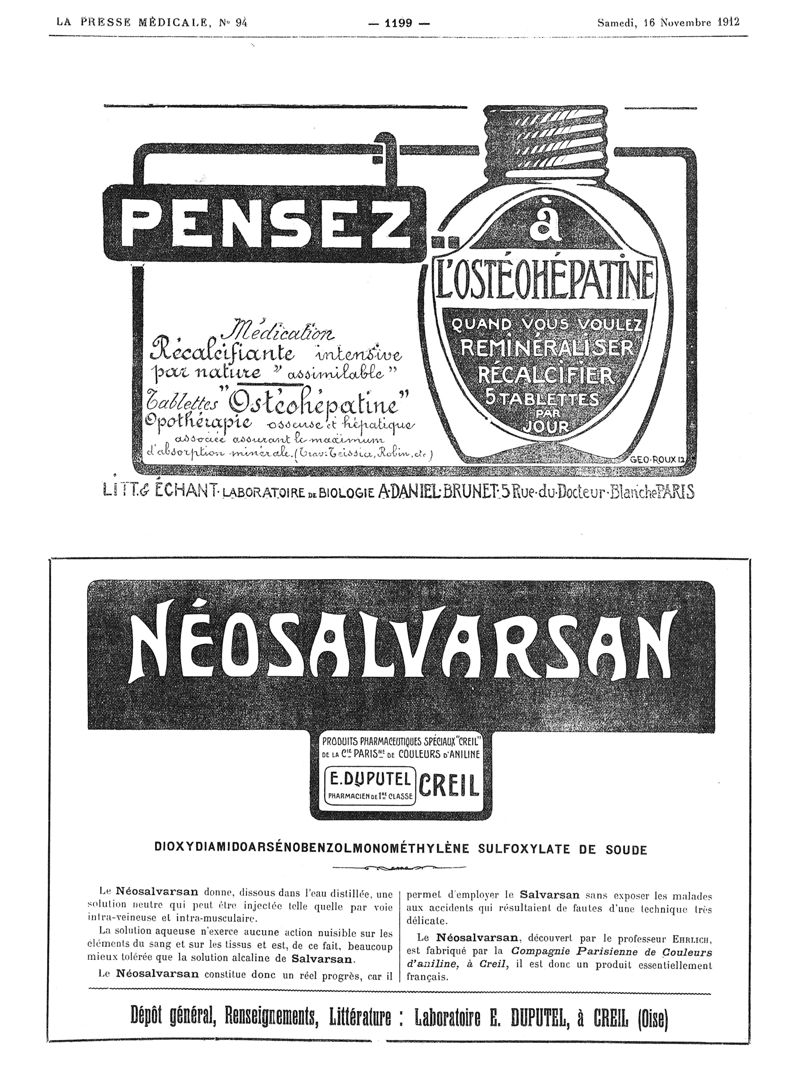 LA PRESSE MÉDICALE, N° 94
— 1199 —
Samedi, 16 Novembre 1912
PENSEZ
à
L'OSTÉOHÉPATINE
QUAND VOUS VOULEZ
REMINÉRALISER
RÉCALCIFIER
5 TABLETTES
PAR
JOUR
GEO·ROUX 12
Médication
Récalcifiante intensive
par nature "assimilable"
Tablettes "Ostéohépatine"
Opothérapie osseuse et hépatique
associée assurant le maximum
d'absorption minérale. (Trav: Teissier, Robin, etc)
LITT. & ÉCHANT· LABORATOIRE DE BIOLOGIE A·DANIEL·BRUNET·5 Rue·du·Docteur·Blanche PARIS
NÉOSALVARSAN
PRODUITS PHARMACEUTIQUES SPÉCIAUX "CREIL"
DE LA Cie PARISne DE COULEURS D'ANILINE
E. DUPUTEL
PHARMACIEN DE 1ère CLASSE
CREIL
DIOXYDIAMIDOARSÉNOBENZOLMONOMÉTHYLÈNE SULFOXYLATE DE SOUDE
Le Néosalvarsan donne, dissous dans l'eau distillée, une
solution neutre qui peut être injectée telle quelle par voie
intra-veineuse et intra-musculaire.
La solution aqueuse n'exerce aucune action nuisible sur les
éléments du sang et sur les tissus et est, de ce fait, beaucoup
mieux tolérée que la solution alcaline de Salvarsan.
Le Néosalvarsan constitue donc un réel progrès, car il
permet d'employer le Salvarsan sans exposer les malades
aux accidents qui résultaient de fautes d'une technique très
délicate.
Le Néosalvarsan, découvert par le professeur EHRLICH,
est fabriqué par la Compagnie Parisienne de Couleurs
d'aniline, à Creil, il est donc un produit essentiellement
français.
Dépôt général, Renseignements, Littérature : Laboratoire E. DUPUTEL, à CREIL (Oise)